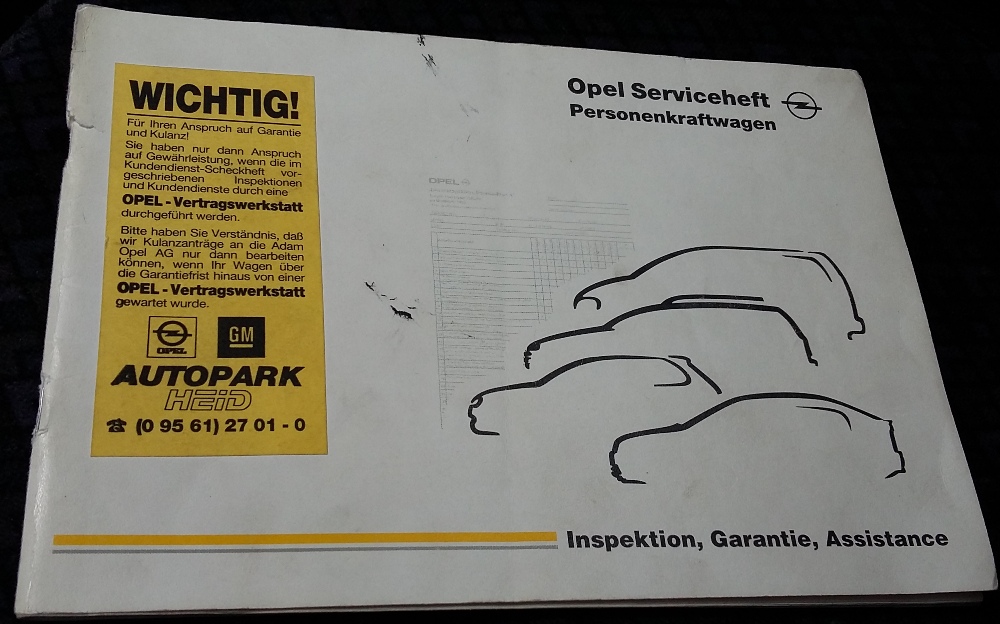 WICHTIG!
Für Ihren Anspruch auf Garantie
und Kulanz!
Sie haben nur dann Anspruch
auf Gewährleistung, wenn die im
Kundendienst-Scheckheft vor-
geschriebenen Inspektionen
und Kundendienste durch eine
OPEL - Vertragswerkstatt
durchgeführt werden.
Bitte haben Sie Verständnis, daß
wir Kulanzanträge an die Adam
Opel AG nur dann bearbeiten
können, wenn Ihr Wagen über
die Garantiefrist hinaus von einer
OPEL - Vertragswerkstatt
gewartet wurde.
OPEL
GM
AUTOPARK
HEiD
☎ (0 95 61) 27 01 - 0
Opel Serviceheft
Personenkraftwagen
OPEL
Inspektion, Garantie, Assistance